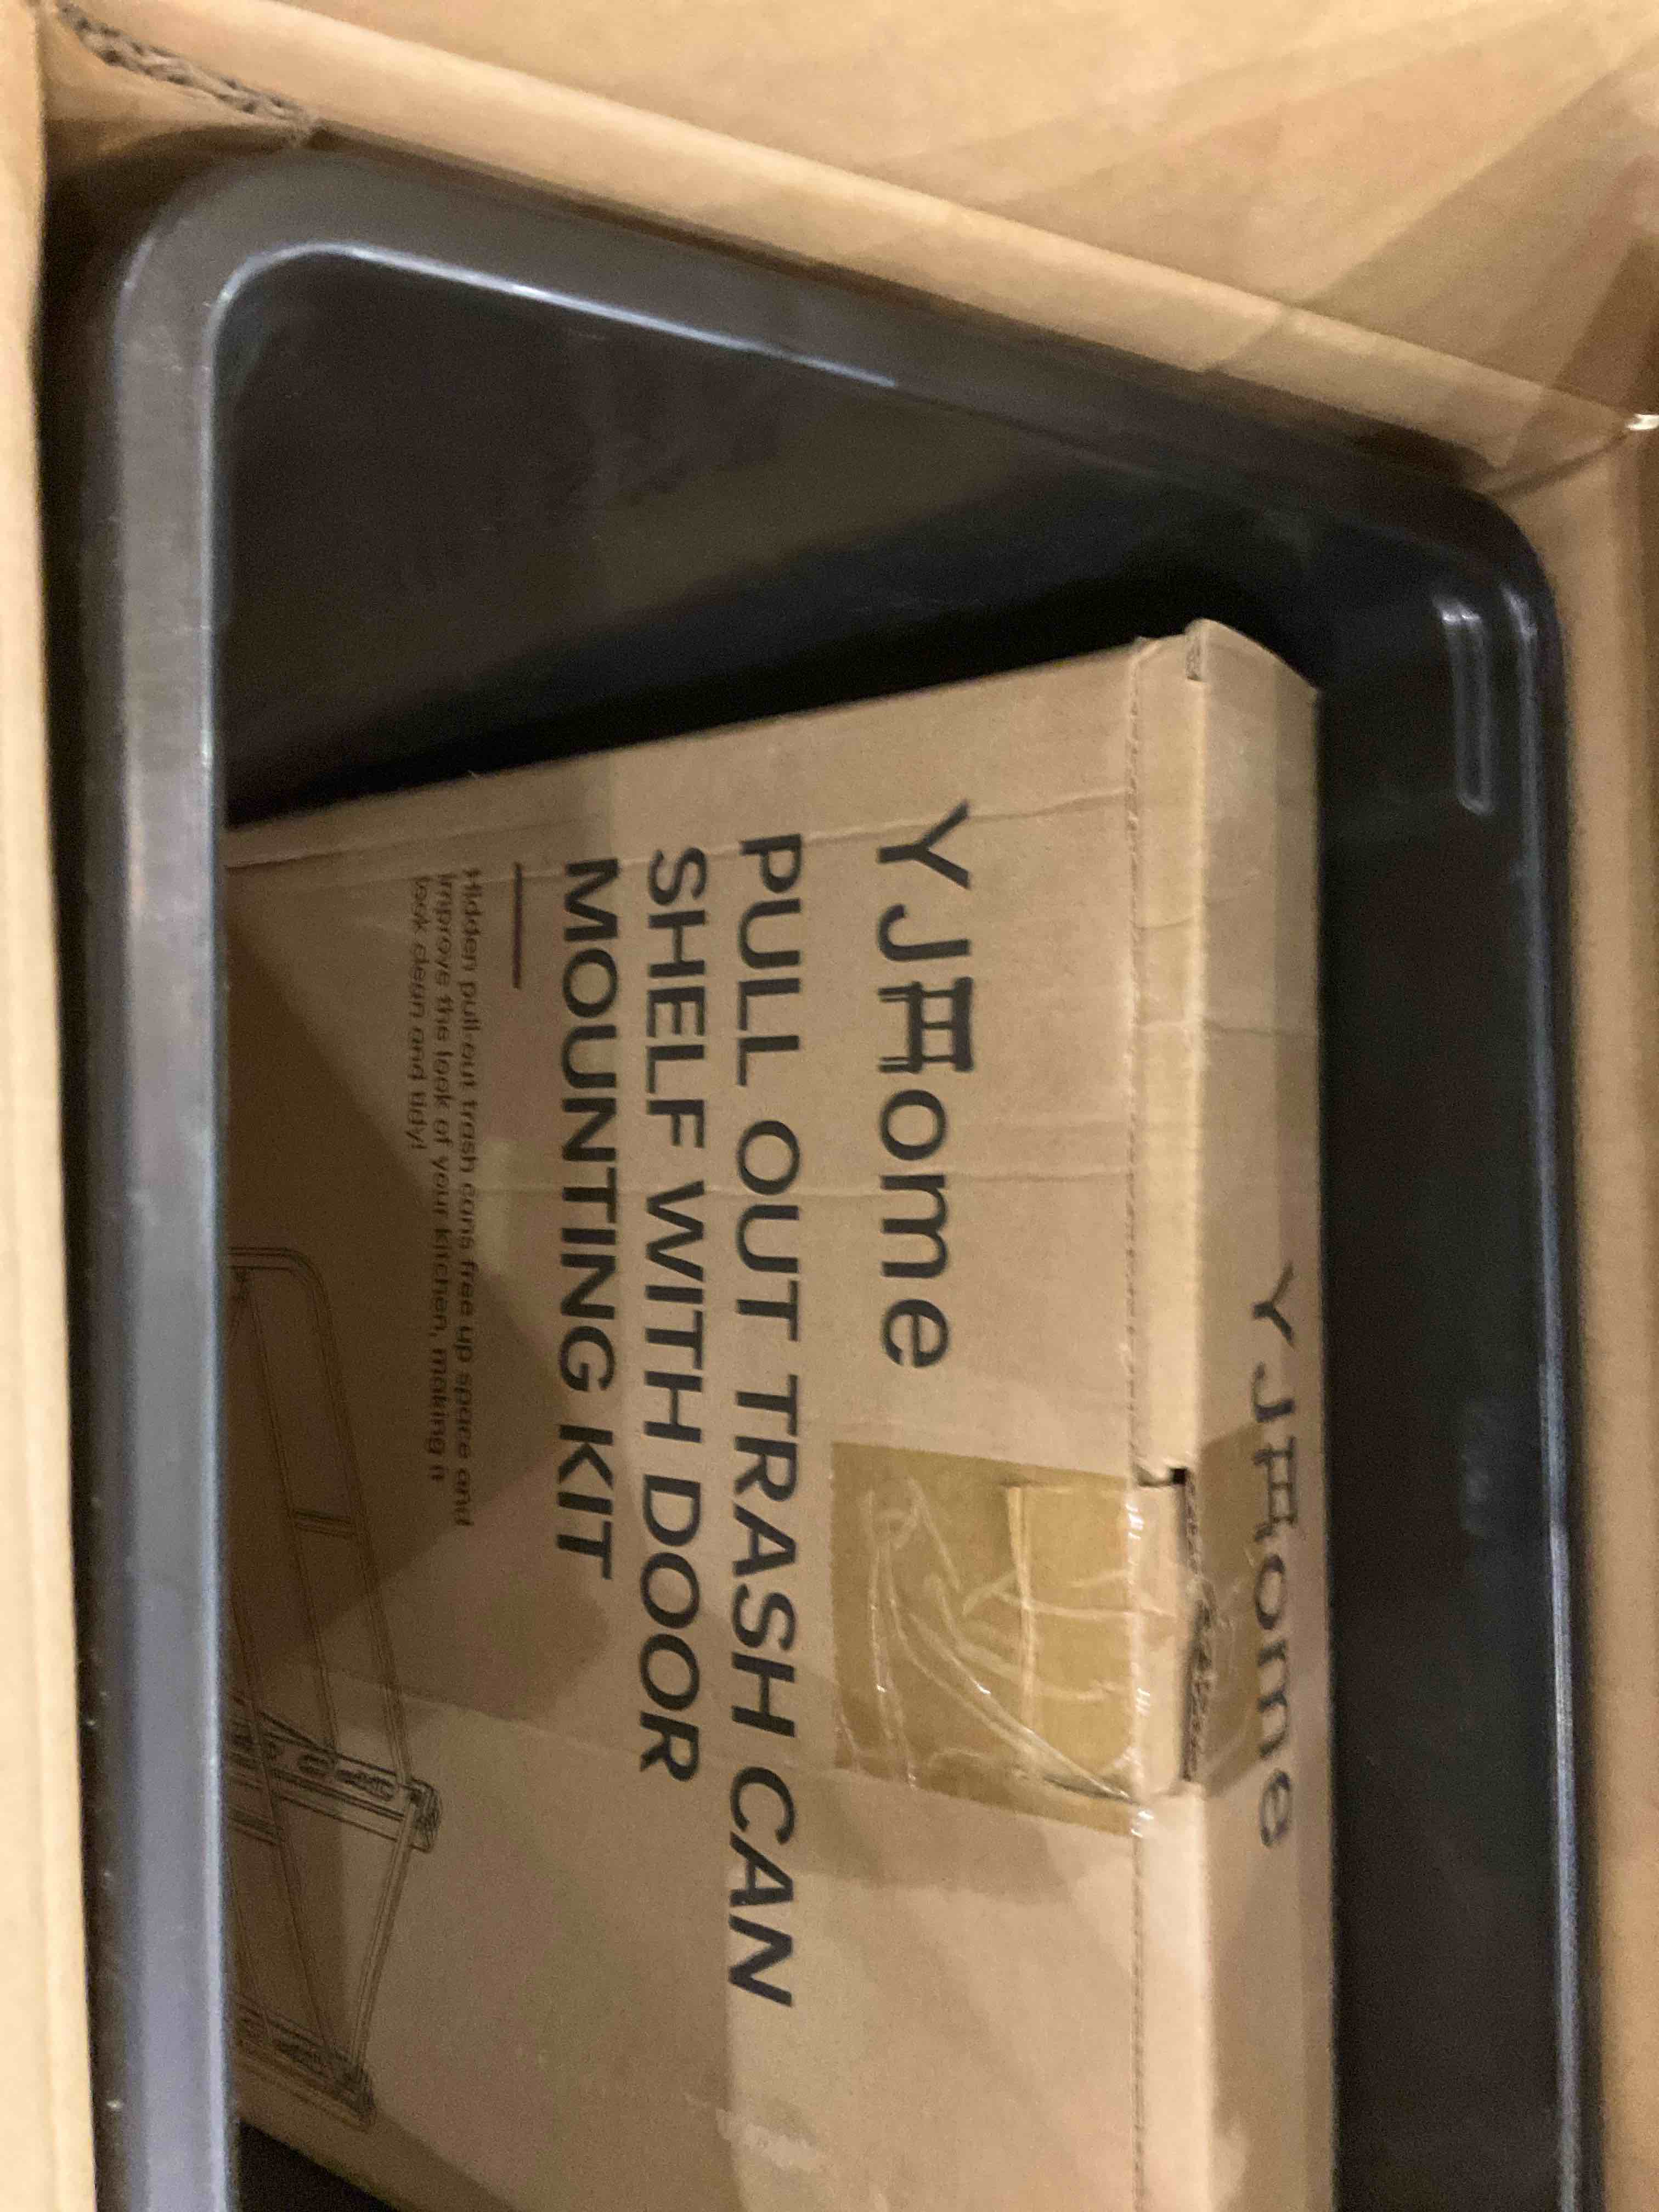 YJHome
PULL OUT TRASH CAN
SHELF WITH DOOR
MOUNTING KIT
Hidden pull-out trash cans free up space and
improve the look of your kitchen, making it
look clean and tidy!
YJHome